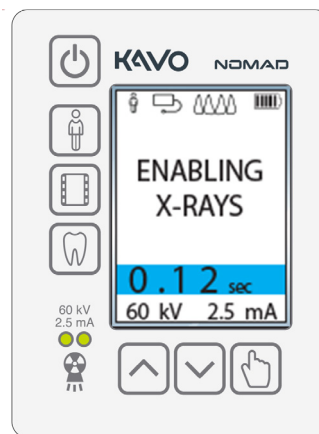 KAVO NOMAD
ENABLING
X-RAYS
0.12 sec
60 kV 2.5 mA
60 kV
2.5 mA